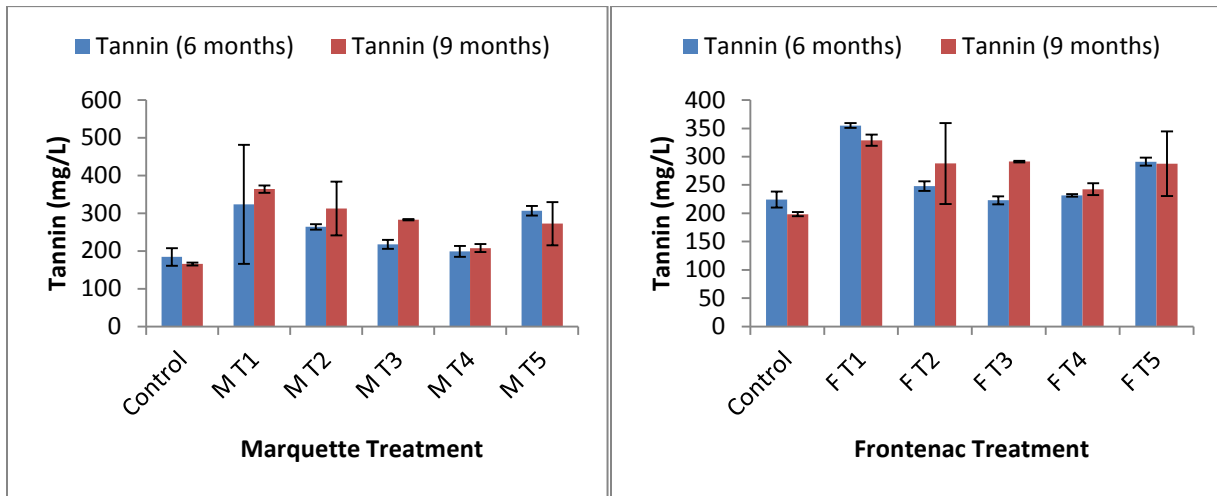 Tannin (6 months) Tannin (9 months)
600
500
400
300
200
100
0
Tannin (mg/L)
Control M T1 M T2 M T3 M T4 M T5
Marquette Treatment
Tannin (6 months) Tannin (9 months)
400
350
300
250
200
150
100
50
0
Tannin (mg/L)
Control F T1 F T2 F T3 F T4 F T5
Frontenac Treatment